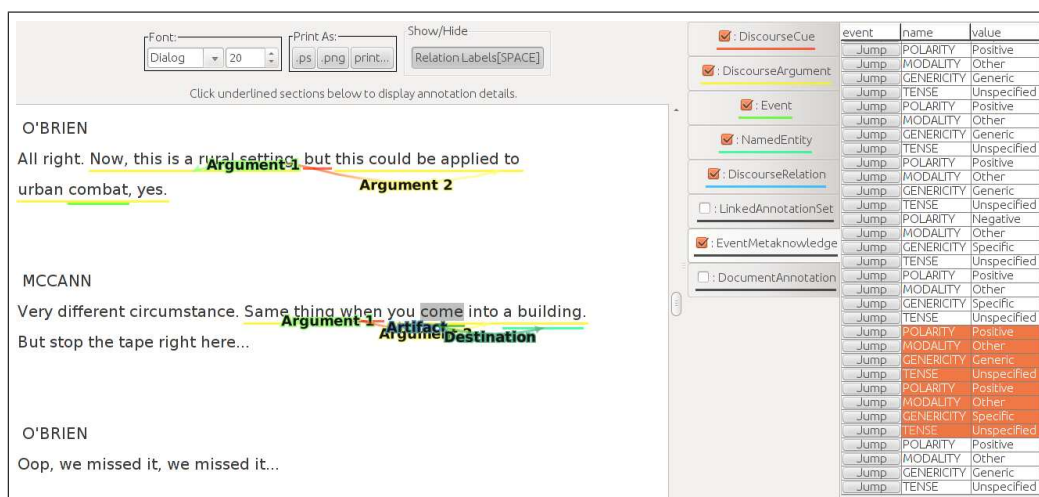 Font:
Dialog 20
Print As:
.ps .png print...
Show/Hide
Relation Labels[SPACE]
Click underlined sections below to display annotation details.
O'BRIEN
All right. Now, this is a rural setting, but this could be applied to
Argument 1
Argument 2
urban combat, yes.
MCCANN
Very different circumstance. Same thing when you come into a building.
Argument 1
Artifact
Argument 2
Destination
But stop the tape right here...
O'BRIEN
Oop, we missed it, we missed it...
: DiscourseCue
: DiscourseArgument
: Event
: NamedEntity
: DiscourseRelation
: LinkedAnnotationSet
: EventMetaknowledge
: DocumentAnnotation
event name value
Jump POLARITY Positive
Jump MODALITY Other
Jump GENERICITY Generic
Jump TENSE Unspecified
Jump POLARITY Positive
Jump MODALITY Other
Jump GENERICITY Generic
Jump TENSE Unspecified
Jump POLARITY Positive
Jump MODALITY Other
Jump GENERICITY Generic
Jump TENSE Unspecified
Jump POLARITY Negative
Jump MODALITY Other
Jump GENERICITY Specific
Jump TENSE Unspecified
Jump POLARITY Positive
Jump MODALITY Other
Jump GENERICITY Specific
Jump TENSE Unspecified
Jump POLARITY Positive
Jump MODALITY Other
Jump GENERICITY Generic
Jump TENSE Unspecified
Jump POLARITY Positive
Jump MODALITY Other
Jump GENERICITY Specific
Jump TENSE Unspecified
Jump POLARITY Positive
Jump MODALITY Other
Jump GENERICITY Generic
Jump TENSE Unspecified